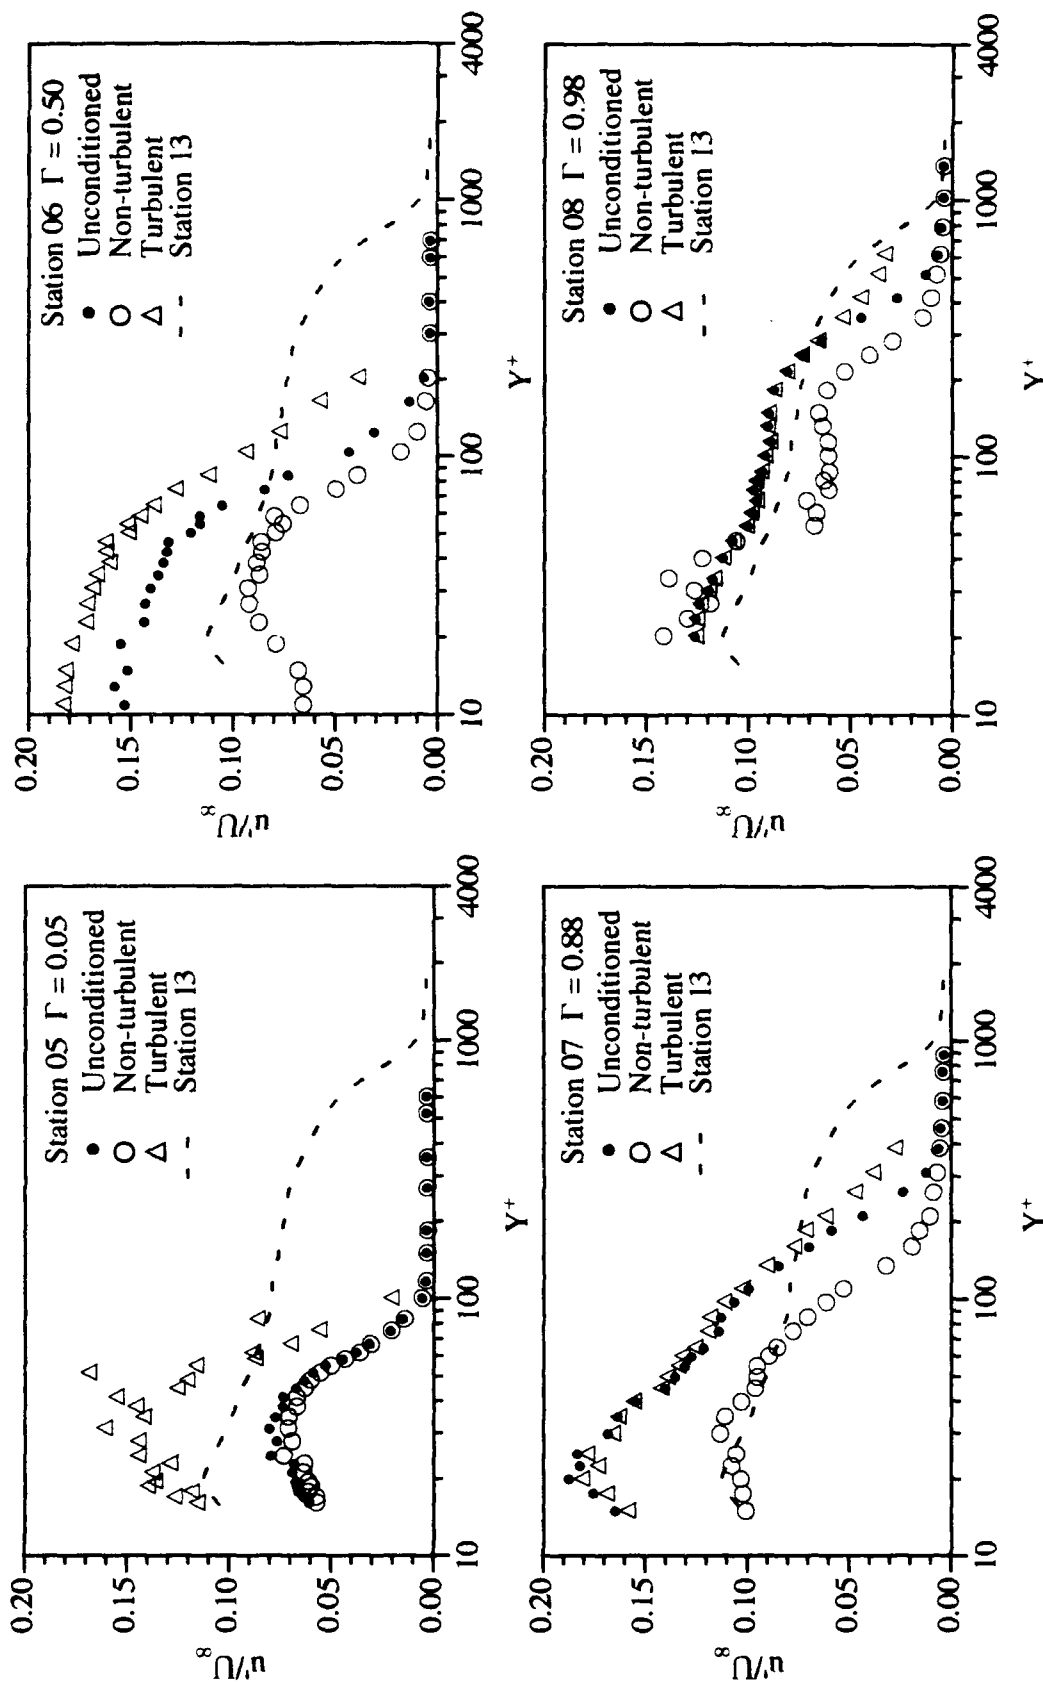 Station 05 Γ = 0.05
Unconditioned
Non-turbulent
Turbulent
Station 13
u'/U∞
0.20
0.15
0.10
0.05
0.00
10
100
1000
4000
Y+
Station 06 Γ = 0.50
Unconditioned
Non-turbulent
Turbulent
Station 13
u'/U∞
0.20
0.15
0.10
0.05
0.00
10
100
1000
4000
Y+
Station 07 Γ = 0.88
Unconditioned
Non-turbulent
Turbulent
Station 13
u'/U∞
0.20
0.15
0.10
0.05
0.00
10
100
1000
4000
Y+
Station 08 Γ = 0.98
Unconditioned
Non-turbulent
Turbulent
Station 13
u'/U∞
0.20
0.15
0.10
0.05
0.00
10
100
1000
4000
Y+